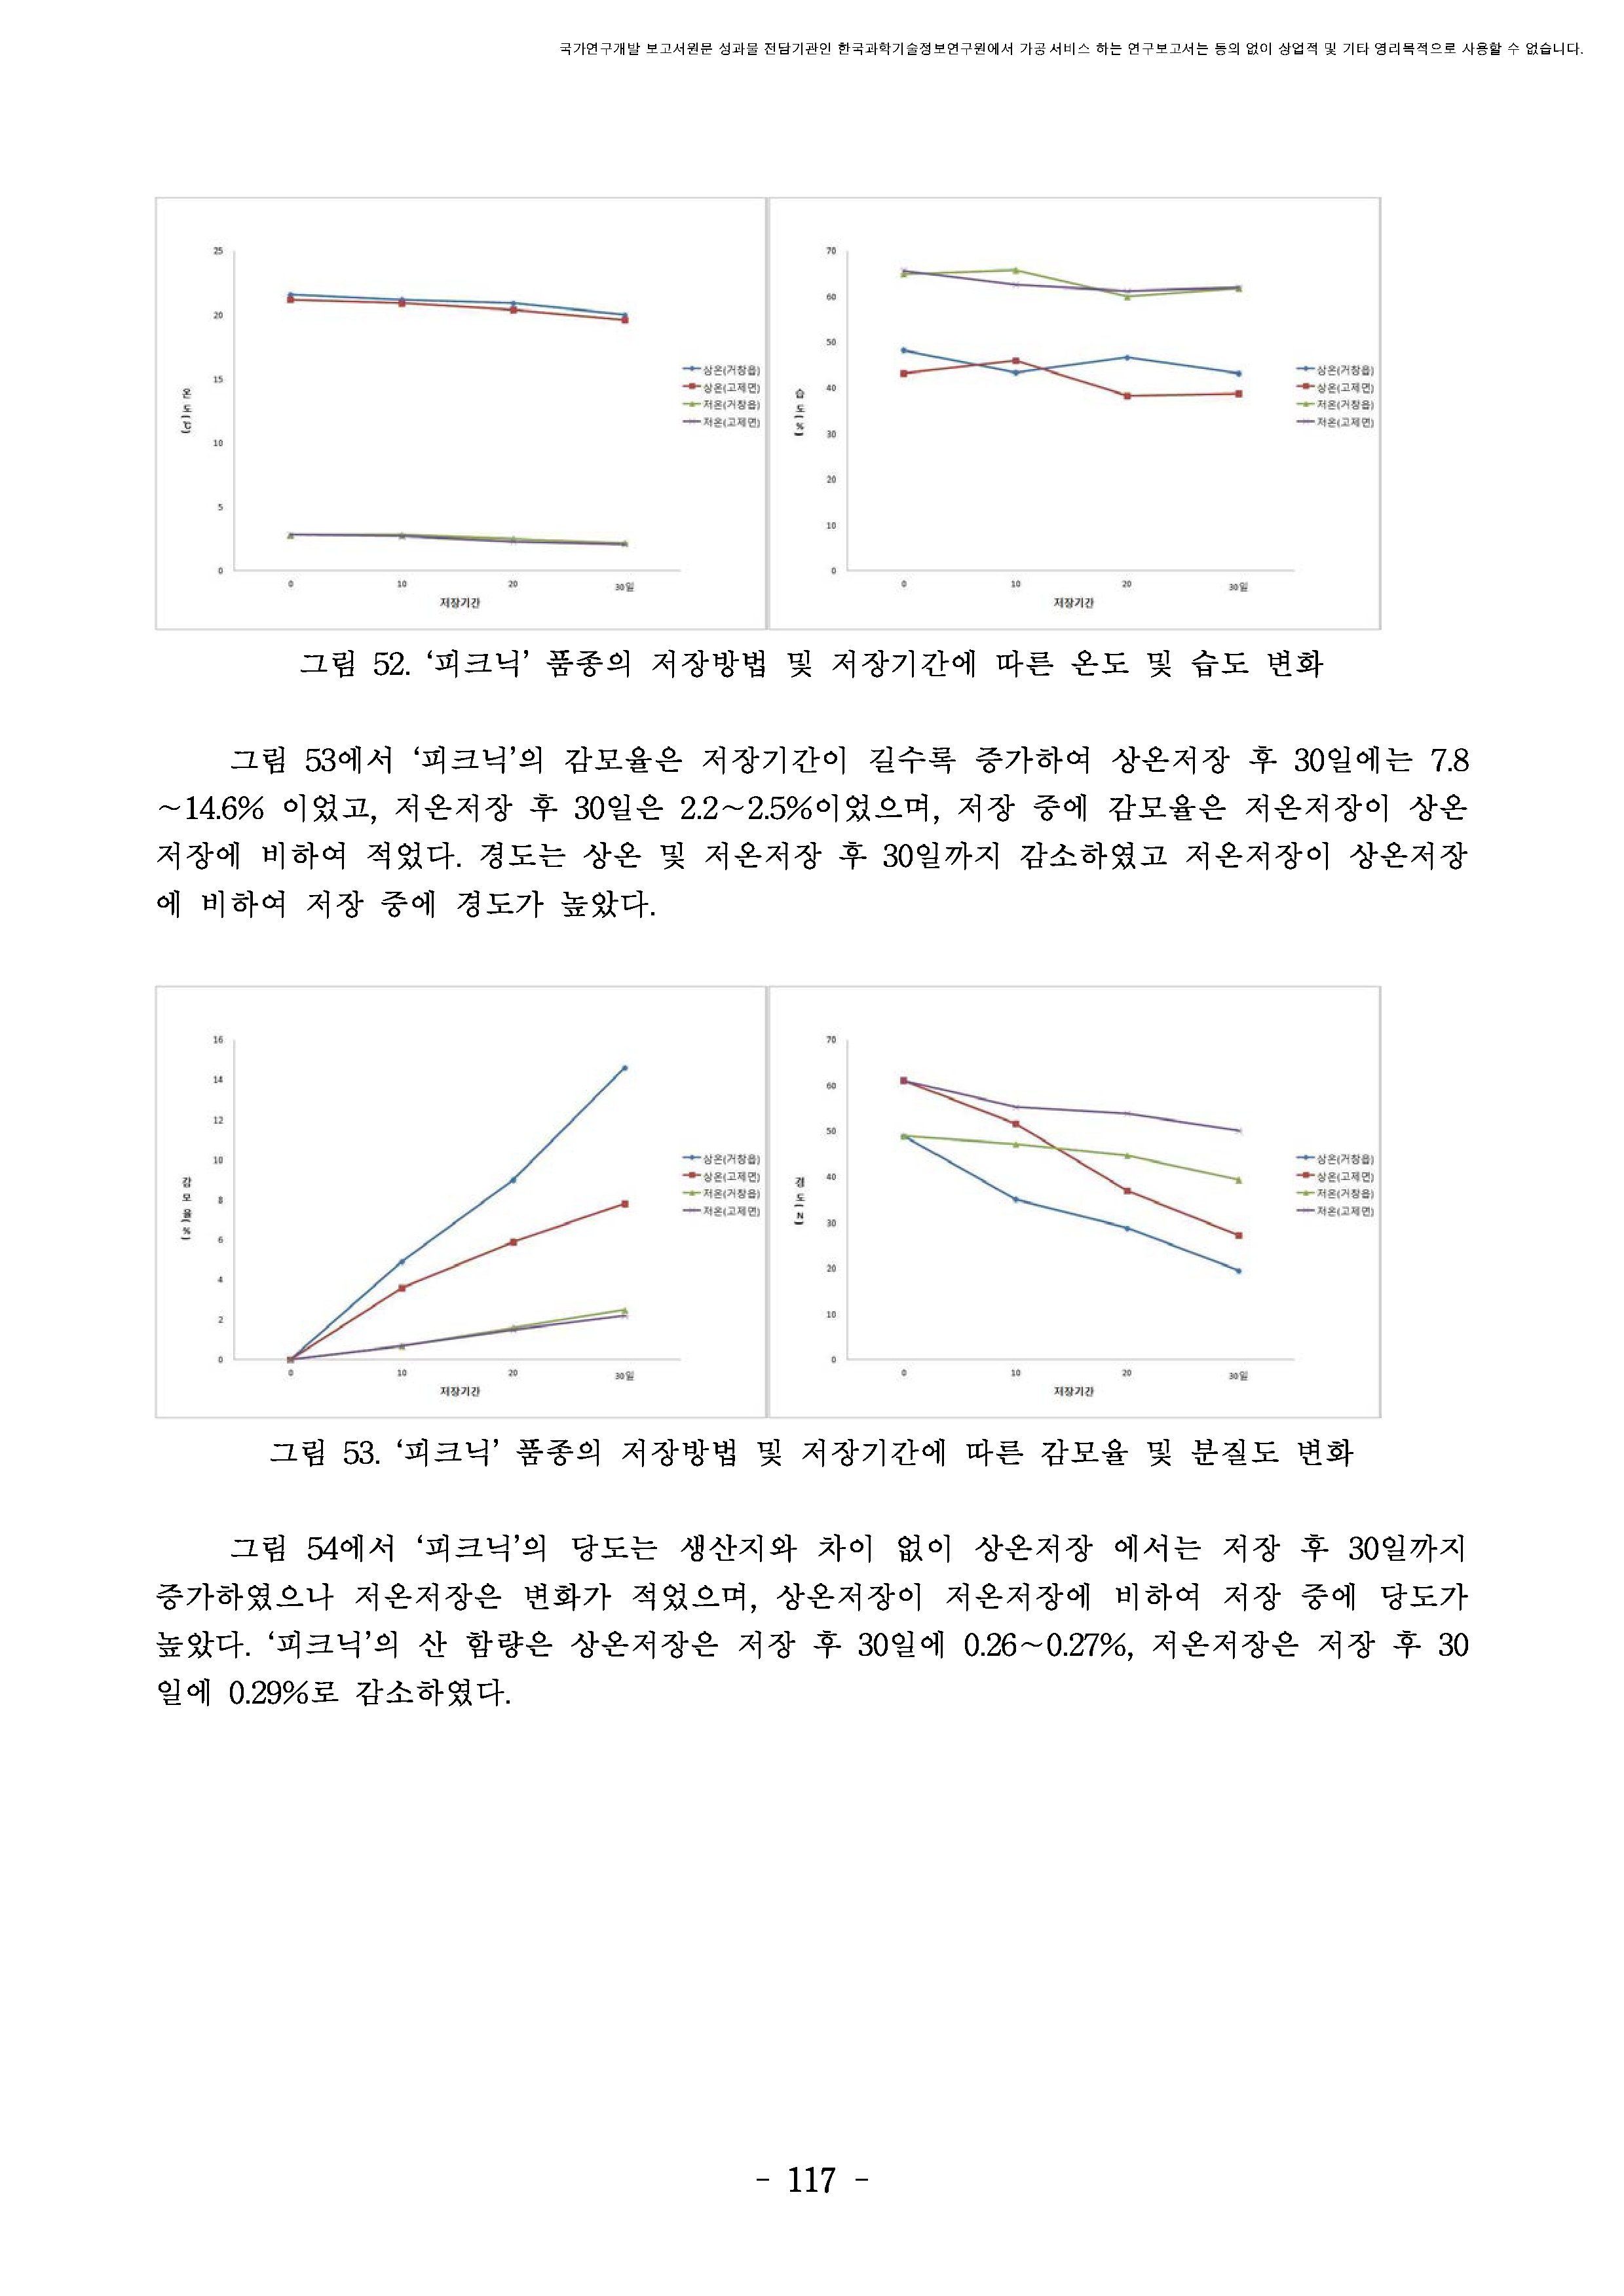 국가연구개발 보고서원문 성과물 전담기관인 한국과학기술정보연구원에서 가공·서비스 하는 연구보고서는 동의 없이 상업적 및 기타 영리목적으로 사용할 수 없습니다.
25
20
15
10
5
0
온도(℃)
0 10 20 30일
저장기간
상온(거창읍)
상온(고제면)
저온(거창읍)
저온(고제면)
70
60
50
40
30
20
10
0
습도(%)
0 10 20 30일
저장기간
상온(거창읍)
상온(고제면)
저온(거창읍)
저온(고제면)
그림 52. ‘피크닉’ 품종의 저장방법 및 저장기간에 따른 온도 및 습도 변화
그림 53에서 ‘피크닉’의 감모율은 저장기간이 길수록 증가하여 상온저장 후 30일에는 7.8
～14.6% 이었고, 저온저장 후 30일은 2.2～2.5%이었으며, 저장 중에 감모율은 저온저장이 상온
저장에 비하여 적었다. 경도는 상온 및 저온저장 후 30일까지 감소하였고 저온저장이 상온저장
에 비하여 저장 중에 경도가 높았다.
16
14
12
10
8
6
4
2
0
감모율(%)
0 10 20 30일
저장기간
상온(거창읍)
상온(고제면)
저온(거창읍)
저온(고제면)
70
60
50
40
30
20
10
0
경도(N)
0 10 20 30일
저장기간
상온(거창읍)
상온(고제면)
저온(거창읍)
저온(고제면)
그림 53. ‘피크닉’ 품종의 저장방법 및 저장기간에 따른 감모율 및 분질도 변화
그림 54에서 ‘피크닉’의 당도는 생산지와 차이 없이 상온저장 에서는 저장 후 30일까지
증가하였으나 저온저장은 변화가 적었으며, 상온저장이 저온저장에 비하여 저장 중에 당도가
높았다. ‘피크닉’의 산 함량은 상온저장은 저장 후 30일에 0.26～0.27%, 저온저장은 저장 후 30
일에 0.29%로 감소하였다.
- 117 -